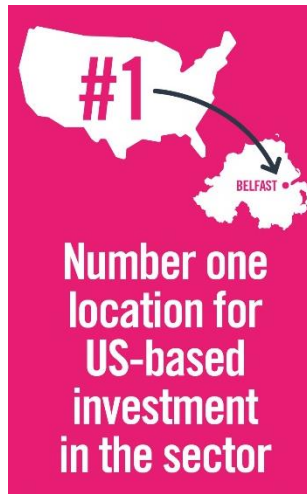 #1
BELFAST
Number one
location for
US-based
investment
in the sector